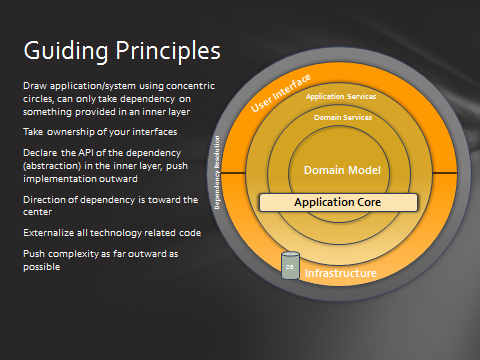 Guiding Principles
Draw application/system using concentric
circles, can only take dependency on
something provided in an inner layer
Take ownership of your interfaces
Declare the API of the dependency
(abstraction) in the inner layer, push
implementation outward
Direction of dependency is toward the
center
Externalize all technology related code
Push complexity as far outward as
possible
Dependency Resolution
User Interface
Application Services
Domain Services
Domain Model
Application Core
DB
Infrastructure